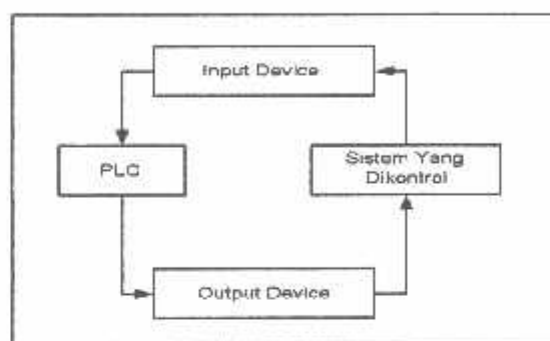 Input Device
PLC
Sistem Yang
Dikontrol
Output Device